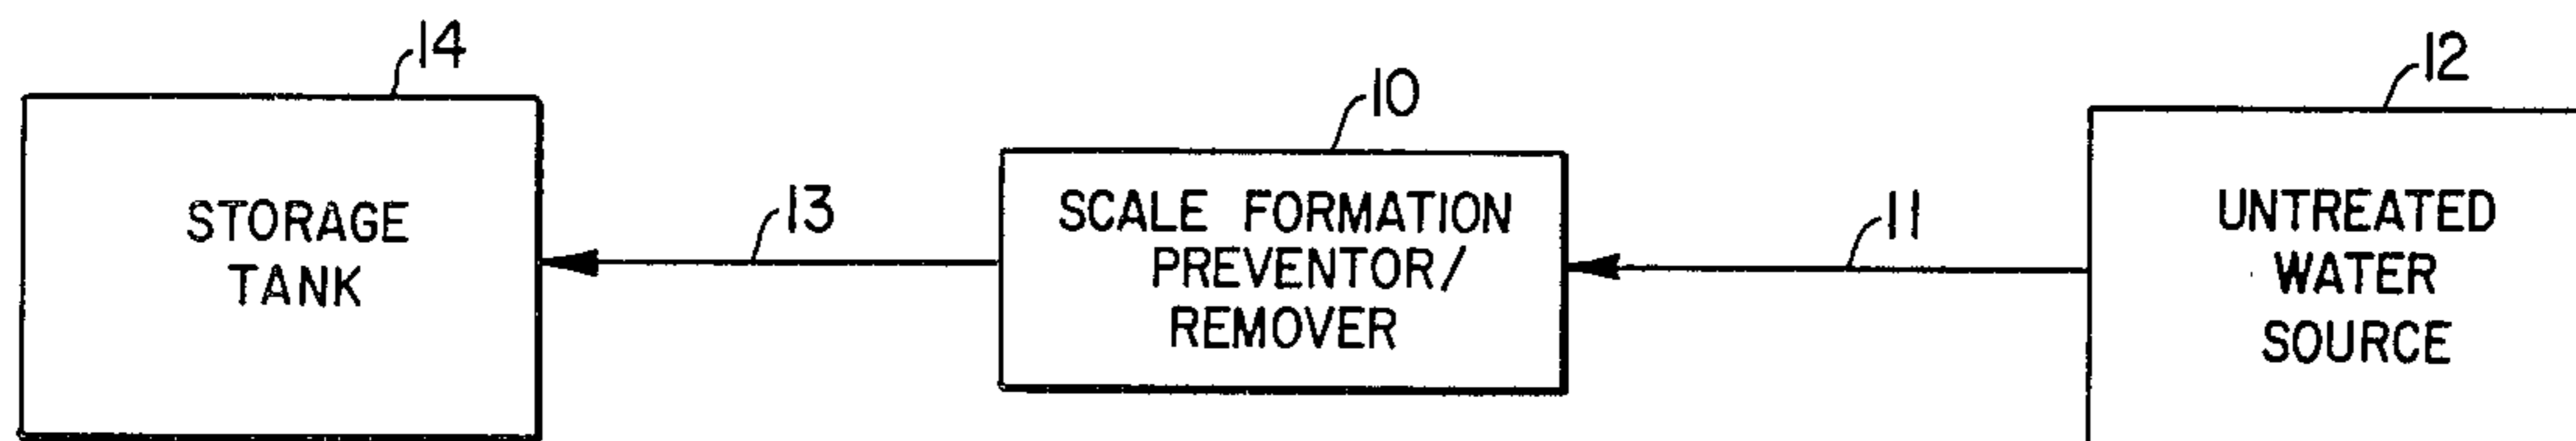 14
STORAGE
TANK
13
10
SCALE FORMATION
PREVENTOR/
REMOVER
11
12
UNTREATED
WATER
SOURCE